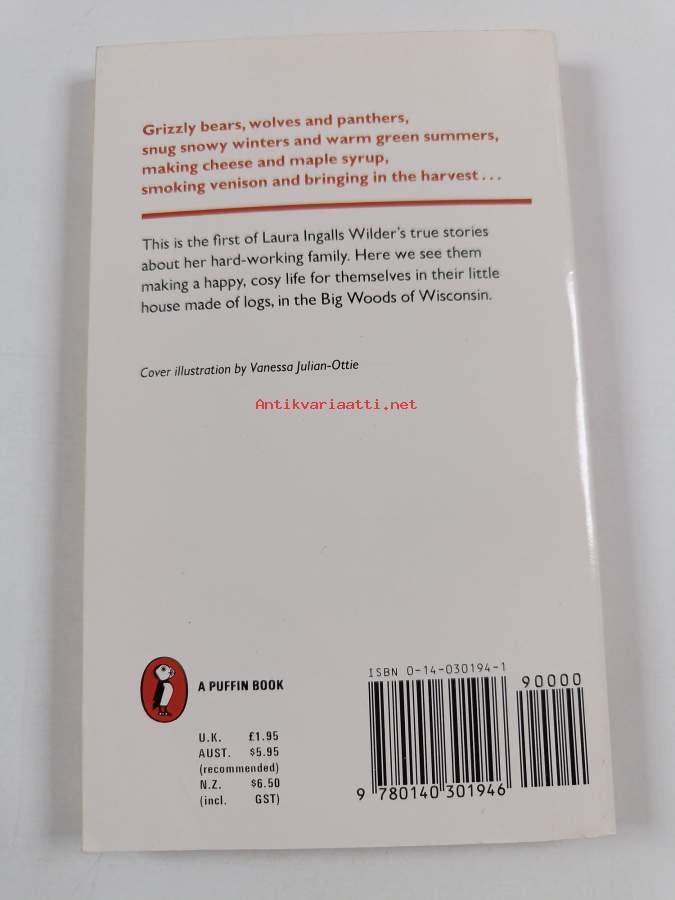 Grizzly bears, wolves and panthers,
snug snowy winters and warm green summers,
making cheese and maple syrup,
smoking venison and bringing in the harvest...
This is the first of Laura Ingalls Wilder's true stories
about her hard-working family. Here we see them
making a happy, cosy life for themselves in their little
house made of logs, in the Big Woods of Wisconsin.
Cover illustration by Vanessa Julian-Ottie
Antikvariaatti.net
A PUFFIN BOOK
U.K. £1.95
AUST. $5.95
(recommended)
N.Z. $6.50
(incl. GST)
ISBN 0-14-030194-1
90000
9 780140 301946